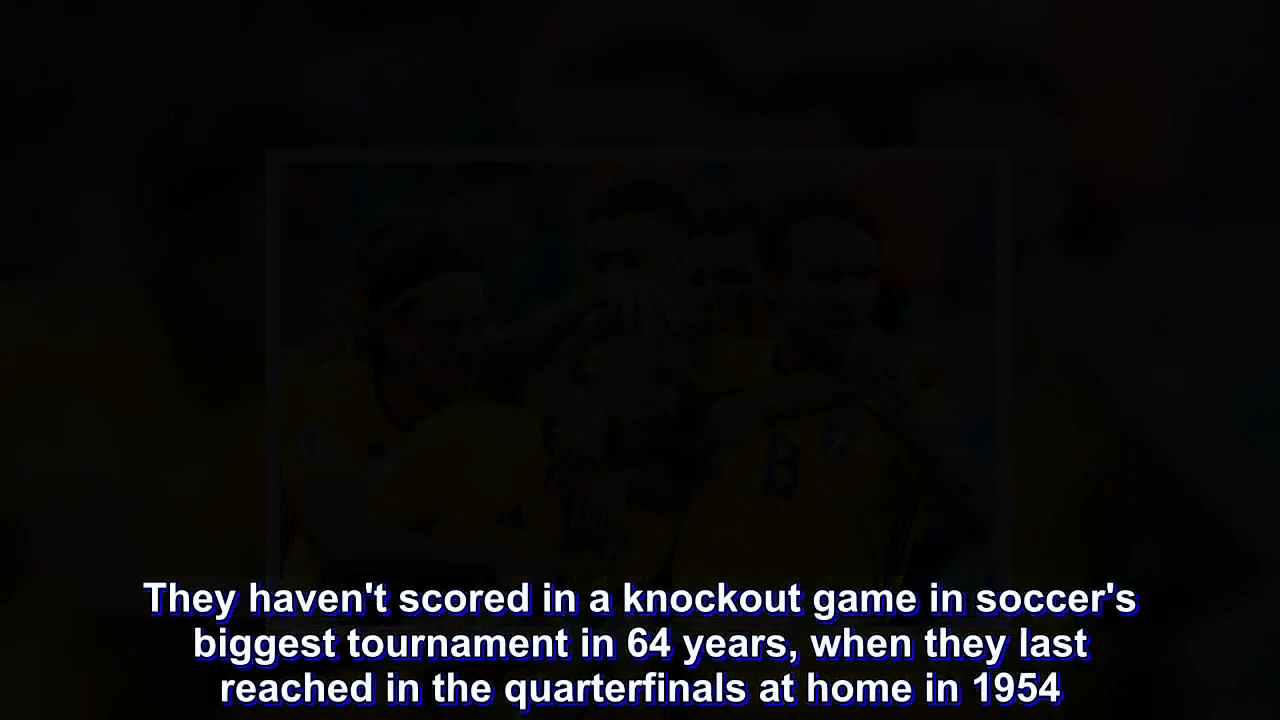 They haven't scored in a knockout game in soccer's
biggest tournament in 64 years, when they last
reached in the quarterfinals at home in 1954
8